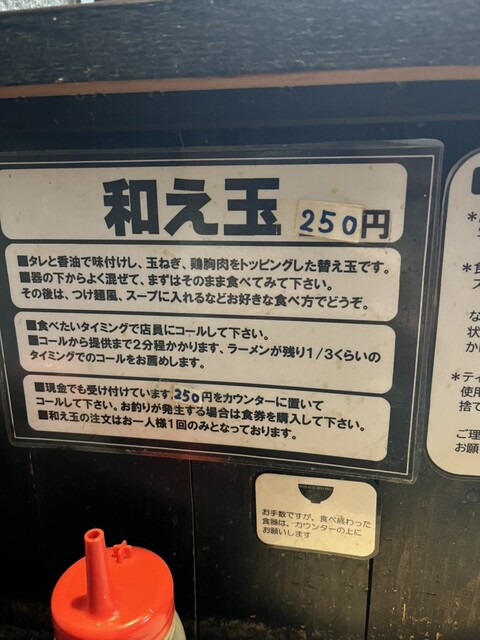 和え玉 250円
■タレと香油で味付けし、玉ねぎ、鶏胸肉をトッピングした替え玉です。
■器の下からよく混ぜて、まずはそのまま食べてみて下さい。
その後は、つけ麺風、スープに入れるなどお好きな食べ方でどうぞ。
■食べたいタイミングで店員にコールして下さい。
■コールから提供まで2分程かかります、ラーメンが残り1/3くらいの
タイミングでのコールをお薦めします。
■現金でも受け付けています250円をカウンターに置いて
コールして下さい。お釣りが発生する場合は食券を購入して下さい。
■和え玉の注文はお一人様1回のみとなっております。
お手数ですが、食べ終わった
食器は、カウンターの上に
お願いします
*食
*ティ
使用
捨て
ご理
お願